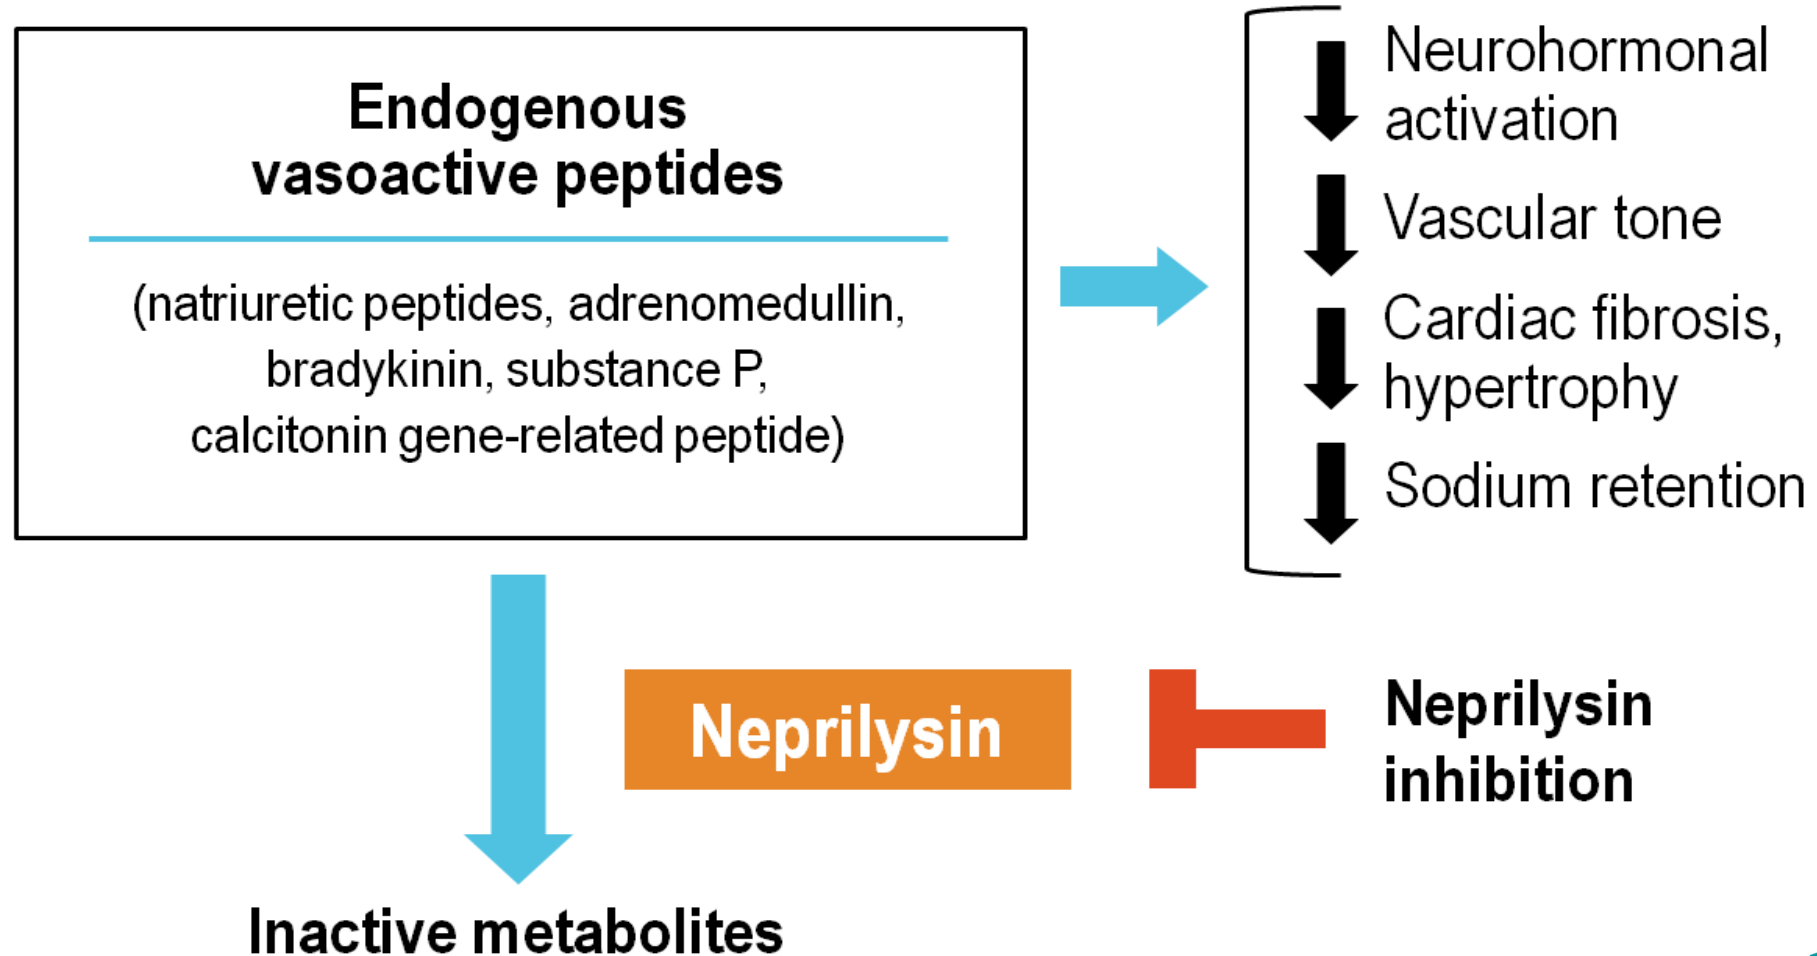 Endogenous
vasoactive peptides
(natriuretic peptides, adrenomedullin,
bradykinin, substance P,
calcitonin gene-related peptide)
Neurohormonal
activation
Vascular tone
Cardiac fibrosis,
hypertrophy
Sodium retention
Neprilysin
Neprilysin
inhibition
Inactive metabolites